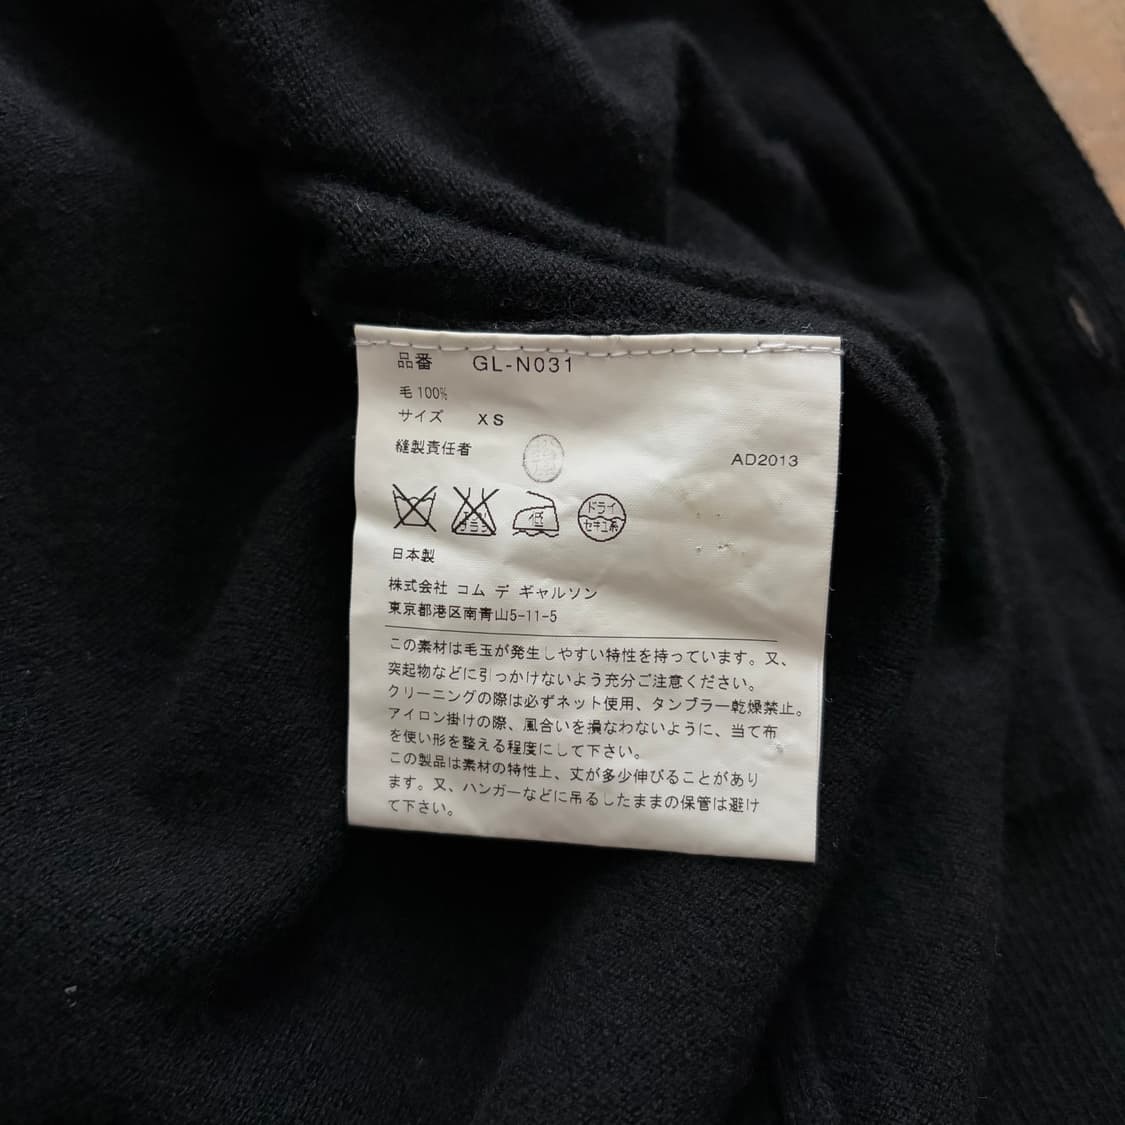 品番 GL-N031
毛100%
サイズ XS
縫製責任者
AD2013
低 ドライ セキユ系
日本製
株式会社 コム デ ギャルソン
東京都港区南青山5-11-5
この素材は毛玉が発生しやすい特性を持っています。又、
突起物などに引っかけないよう充分ご注意ください。
クリーニングの際は必ずネット使用、タンブラー乾燥禁止。
アイロン掛けの際、風合いを損なわないように、当て布
を使い形を整える程度にして下さい。
この製品は素材の特性上、丈が多少伸びることがあり
ます。又、ハンガーなどに吊るしたままの保管は避け
て下さい。